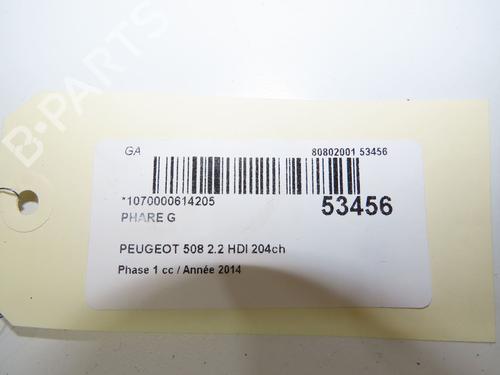 B-PARTS
GA
80802001 53456
*1070000614205
53456
PHARE G
PEUGEOT 508 2.2 HDI 204ch
Phase 1 cc / Année 2014